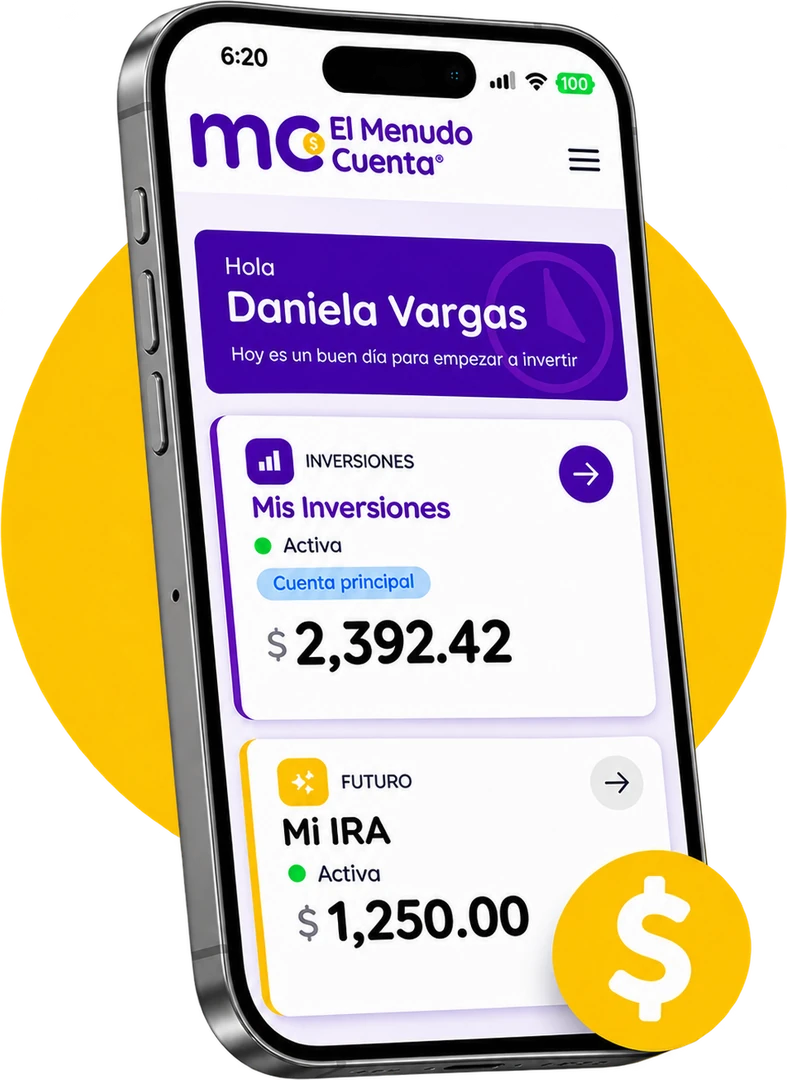 6:20
100
mc
$
El Menudo
Cuenta®
Hola
Daniela Vargas
Hoy es un buen día para empezar a invertir
INVERSIONES
Mis Inversiones
Activa
Cuenta principal
$ 2,392.42
FUTURO
Mi IRA
Activa
$ 1,250.00
$